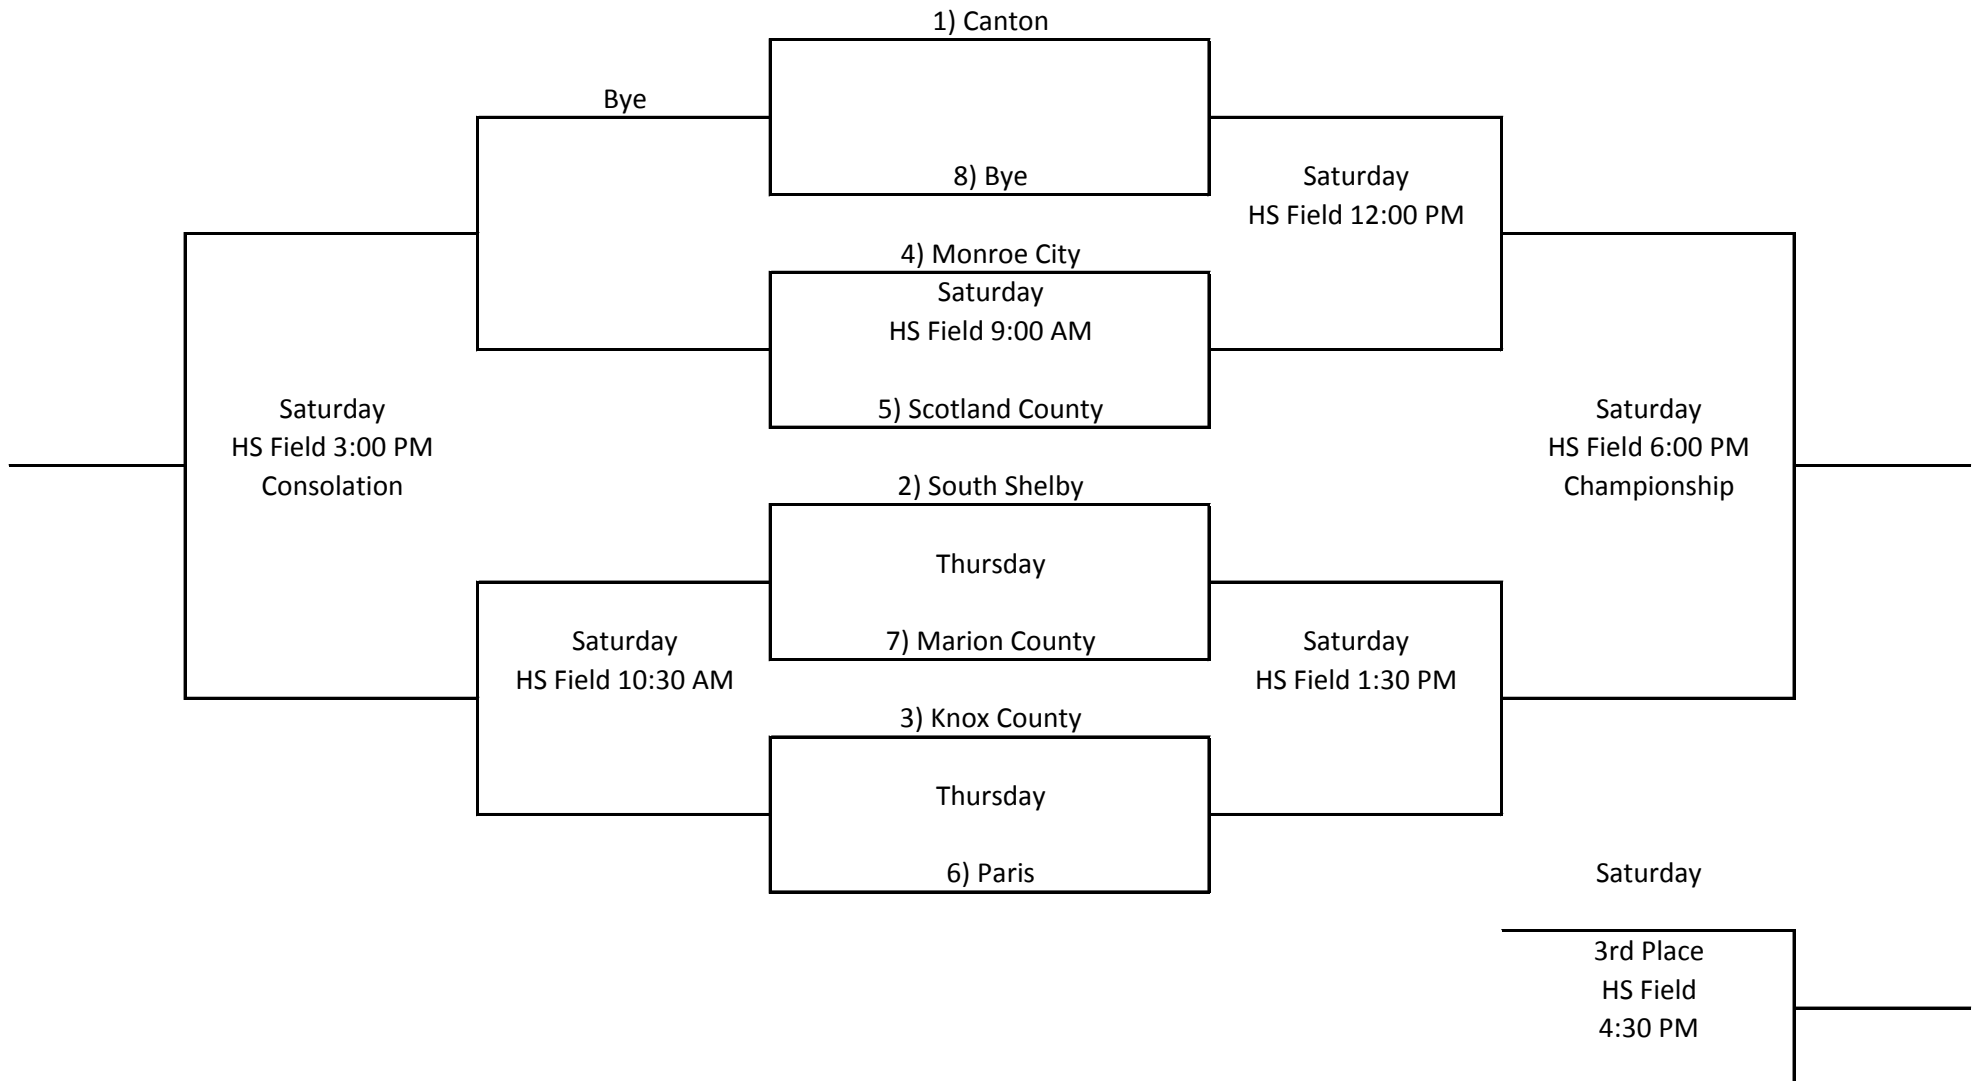 1) Canton
Bye
8) Bye
Saturday
HS Field 12:00 PM
4) Monroe City
Saturday
HS Field 9:00 AM
5) Scotland County
Saturday
HS Field 3:00 PM
Consolation
Saturday
HS Field 6:00 PM
Championship
2) South Shelby
Thursday
7) Marion County
Saturday
HS Field 10:30 AM
Saturday
HS Field 1:30 PM
3) Knox County
Thursday
6) Paris
Saturday
3rd Place
HS Field
4:30 PM